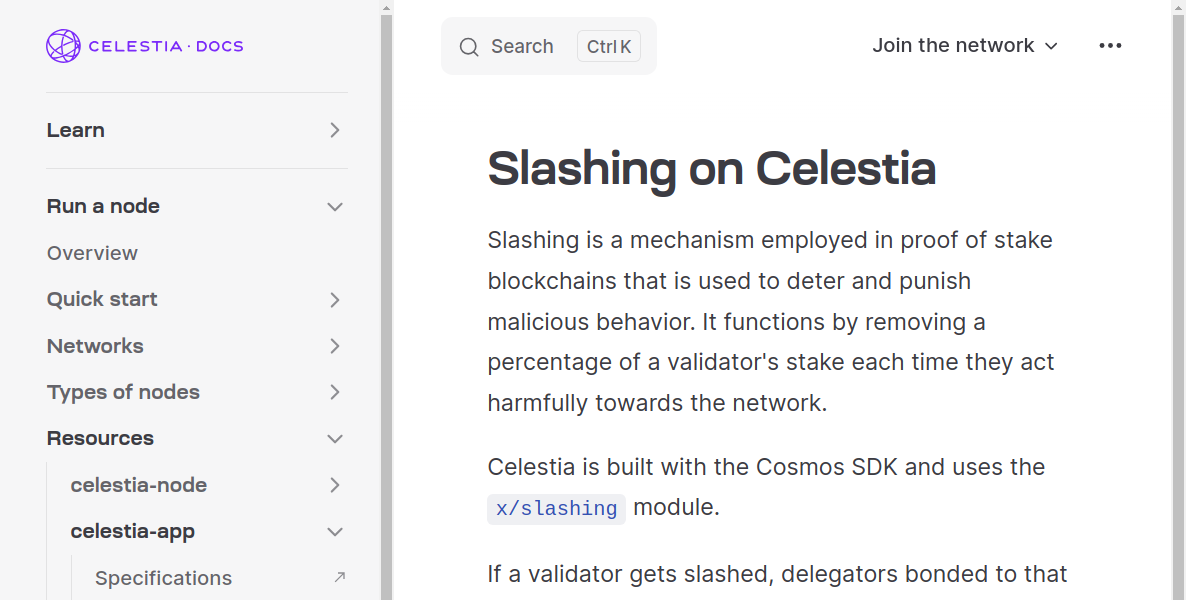 CELESTIA · DOCS
Learn
Run a node
Overview
Quick start
Networks
Types of nodes
Resources
celestia-node
celestia-app
Specifications
Search
Ctrl K
Join the network
Slashing on Celestia
Slashing is a mechanism employed in proof of stake
blockchains that is used to deter and punish
malicious behavior. It functions by removing a
percentage of a validator's stake each time they act
harmfully towards the network.
Celestia is built with the Cosmos SDK and uses the
x/slashing module.
If a validator gets slashed, delegators bonded to that